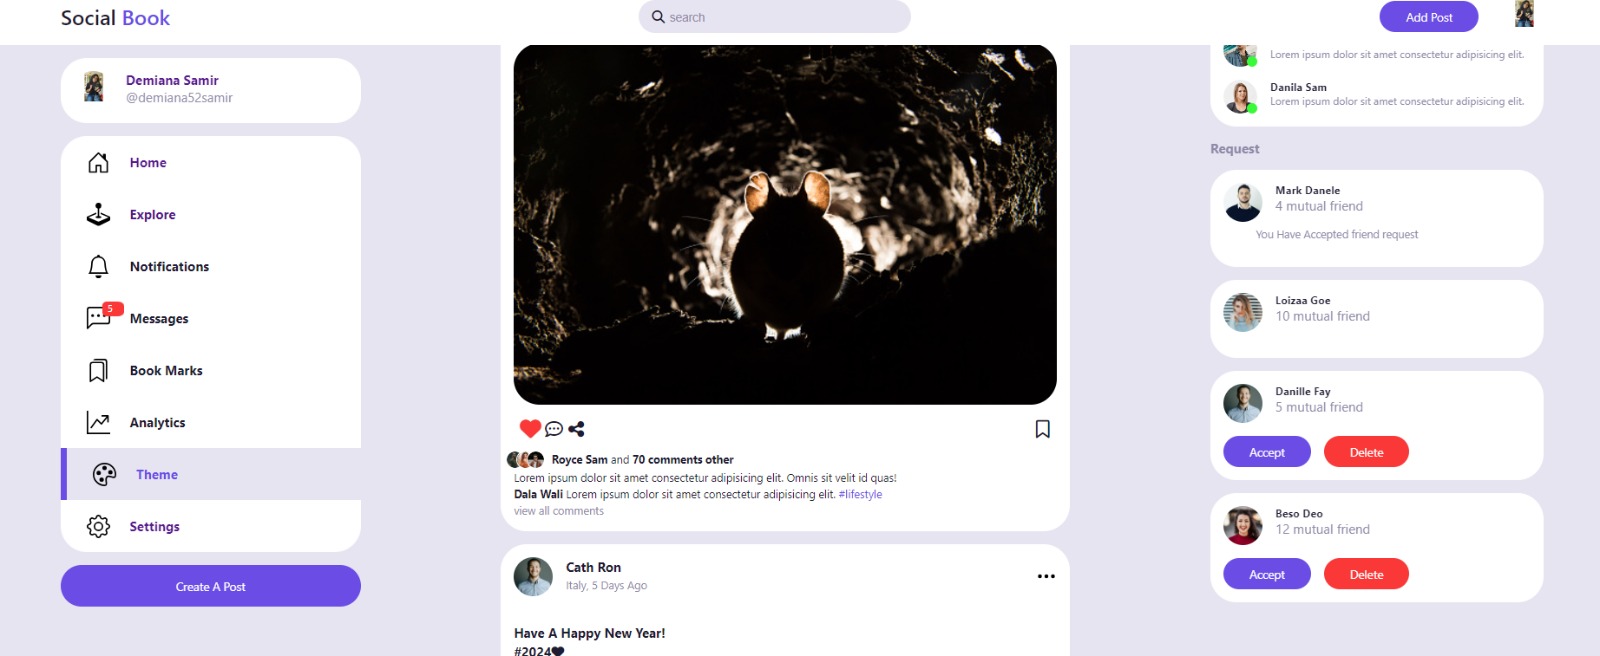 Social Book
search
Add Post
Demiana Samir
@demiana52samir
Home
Explore
Notifications
5
Messages
Book Marks
Analytics
Theme
Settings
Create A Post
Royce Sam and 70 comments other
Lorem ipsum dolor sit amet consectetur adipisicing elit. Omnis sit velit id quas!
Dala Wali Lorem ipsum dolor sit amet consectetur adipisicing elit. #lifestyle
view all comments
Cath Ron
Italy, 5 Days Ago
Have A Happy New Year!
#2024🖤
Lorem ipsum dolor sit amet consectetur adipisicing elit.
Danila Sam
Lorem ipsum dolor sit amet consectetur adipisicing elit.
Request
Mark Danele
4 mutual friend
You Have Accepted friend request
Loizaa Goe
10 mutual friend
Danille Fay
5 mutual friend
Accept Delete
Beso Deo
12 mutual friend
Accept Delete